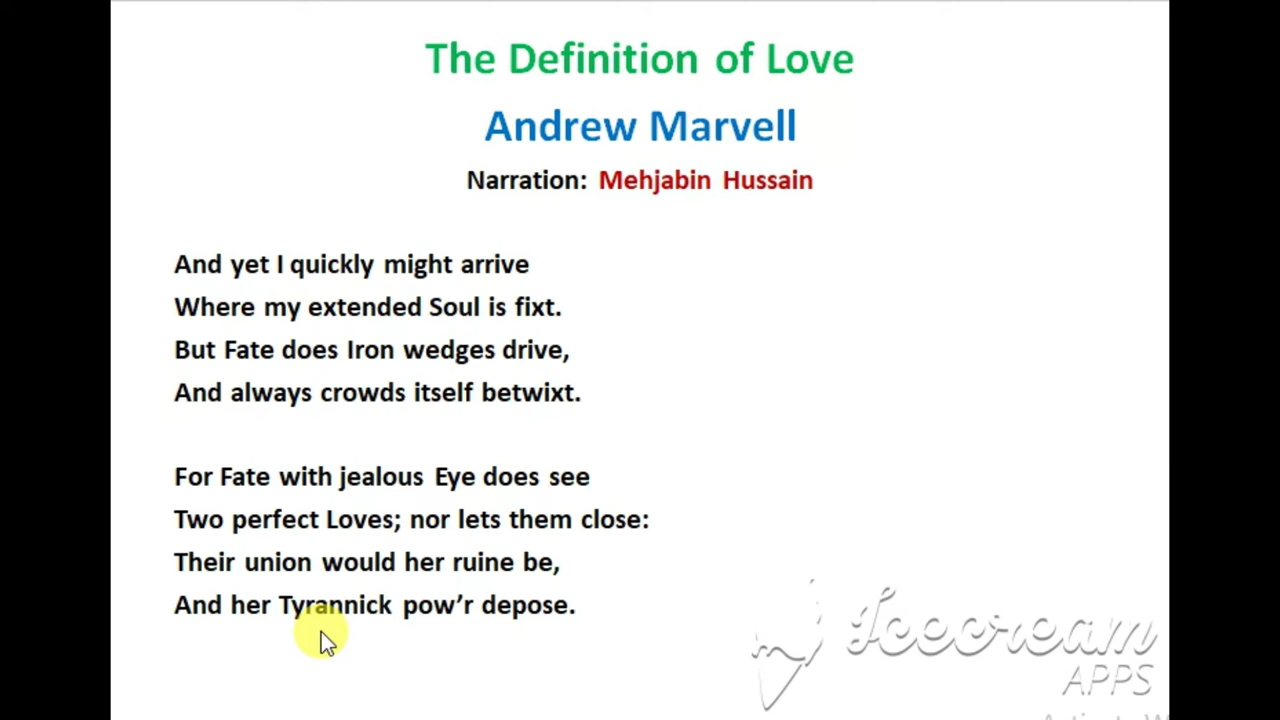 The Definition of Love
Andrew Marvell
Narration: Mehjabin Hussain
And yet I quickly might arrive
Where my extended Soul is fixt.
But Fate does Iron wedges drive,
And always crowds itself betwixt.
For Fate with jealous Eye does see
Two perfect Loves; nor lets them close:
Their union would her ruine be,
And her Tyrannick pow’r depose.
Icecream
APPS